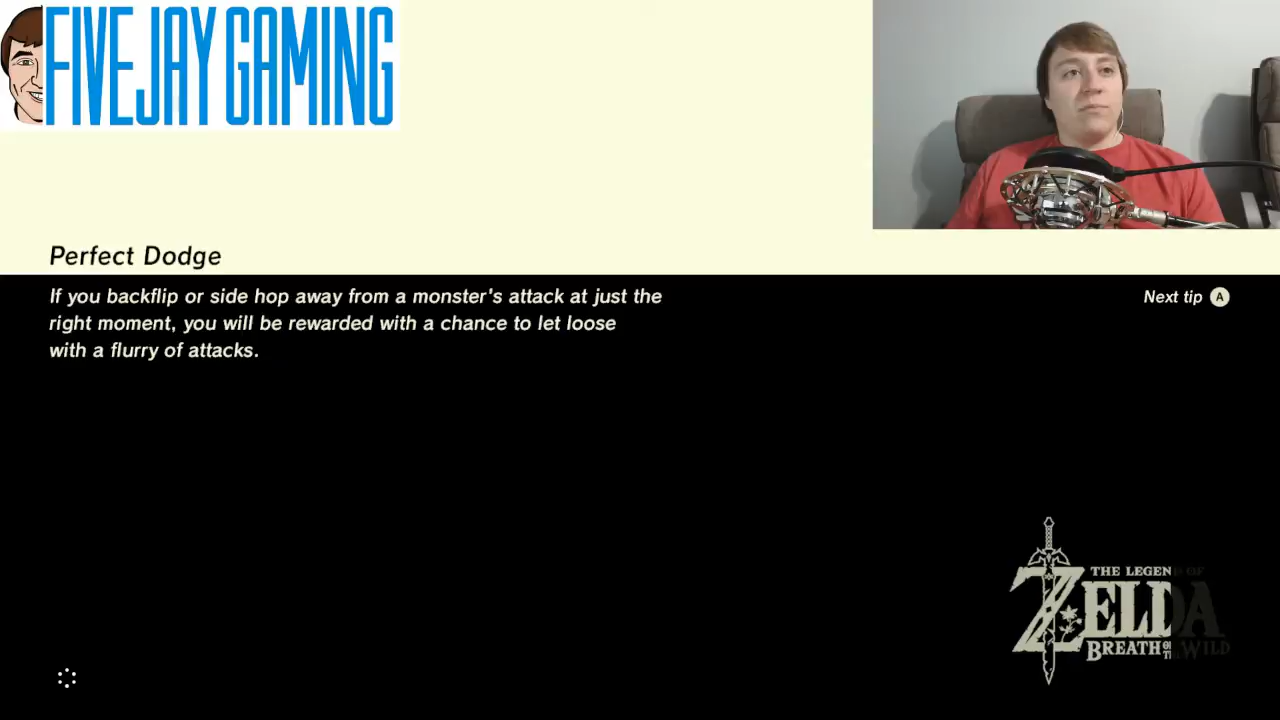 FIVE JAY GAMING
Perfect Dodge
If you backflip or side hop away from a monster's attack at just the
right moment, you will be rewarded with a chance to let loose
with a flurry of attacks.
Next tip A
THE LEGEND OF
ZELDA
BREATH OF THE WILD